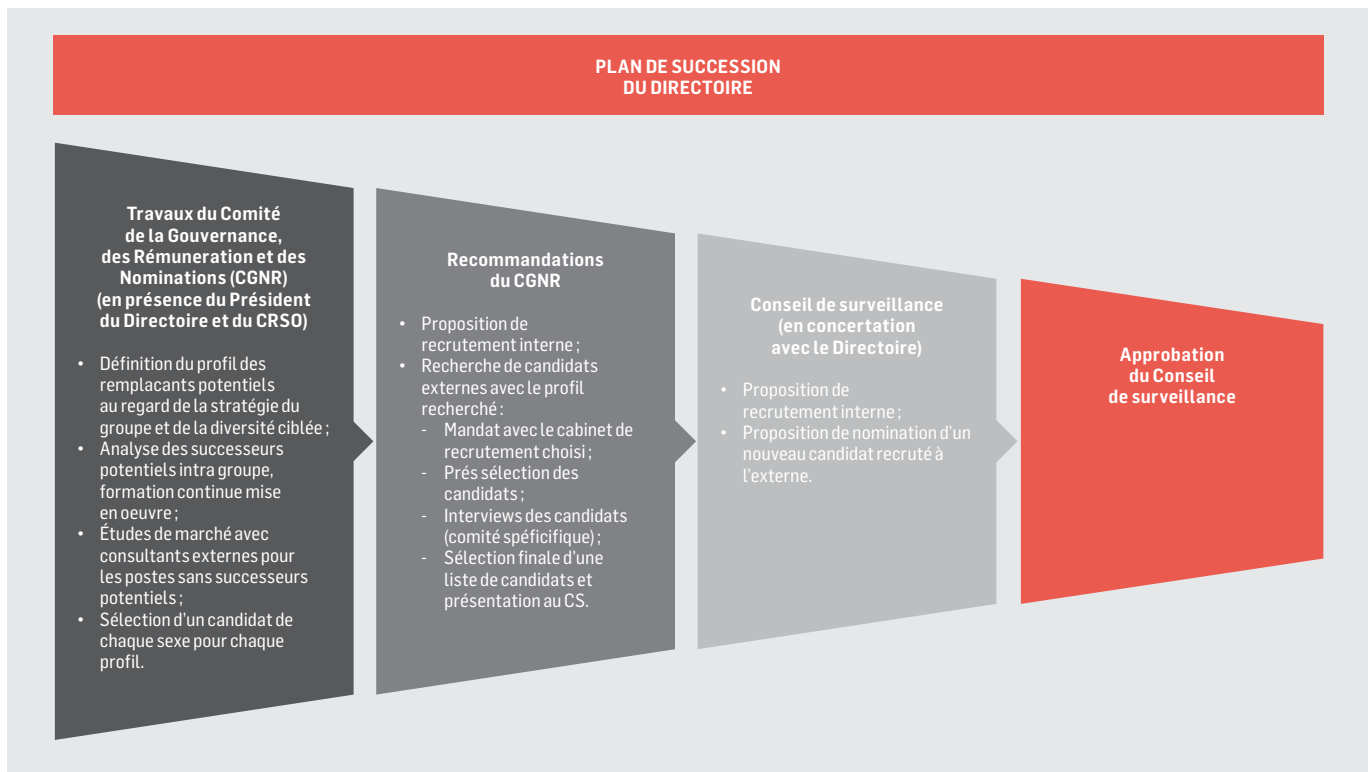 PLAN DE SUCCESSION
DU DIRECTOIRE
Travaux du Comité
de la Gouvernance,
des Rémuneration et des
Nominations (CGNR)
(en présence du Président
du Directoire et du CRSO)
• Définition du profil des
remplacants potentiels
au regard de la stratégie du
groupe et de la diversité ciblée ;
• Analyse des successeurs
potentiels intra groupe,
formation continue mise
en oeuvre ;
• Études de marché avec
consultants externes pour
les postes sans successeurs
potentiels ;
• Sélection d'un candidat de
chaque sexe pour chaque
profil.
Recommandations
du CGNR
• Proposition de
recrutement interne ;
• Recherche de candidats
externes avec le profil
recherché :
- Mandat avec le cabinet de
recrutement choisi ;
- Prés sélection des
candidats ;
- Interviews des candidats
(comité spéficifique) ;
- Sélection finale d'une
liste de candidats et
présentation au CS.
Conseil de surveillance
(en concertation
avec le Directoire)
• Proposition de
recrutement interne ;
• Proposition de nomination d'un
nouveau candidat recruté à
l'externe.
Approbation
du Conseil
de surveillance